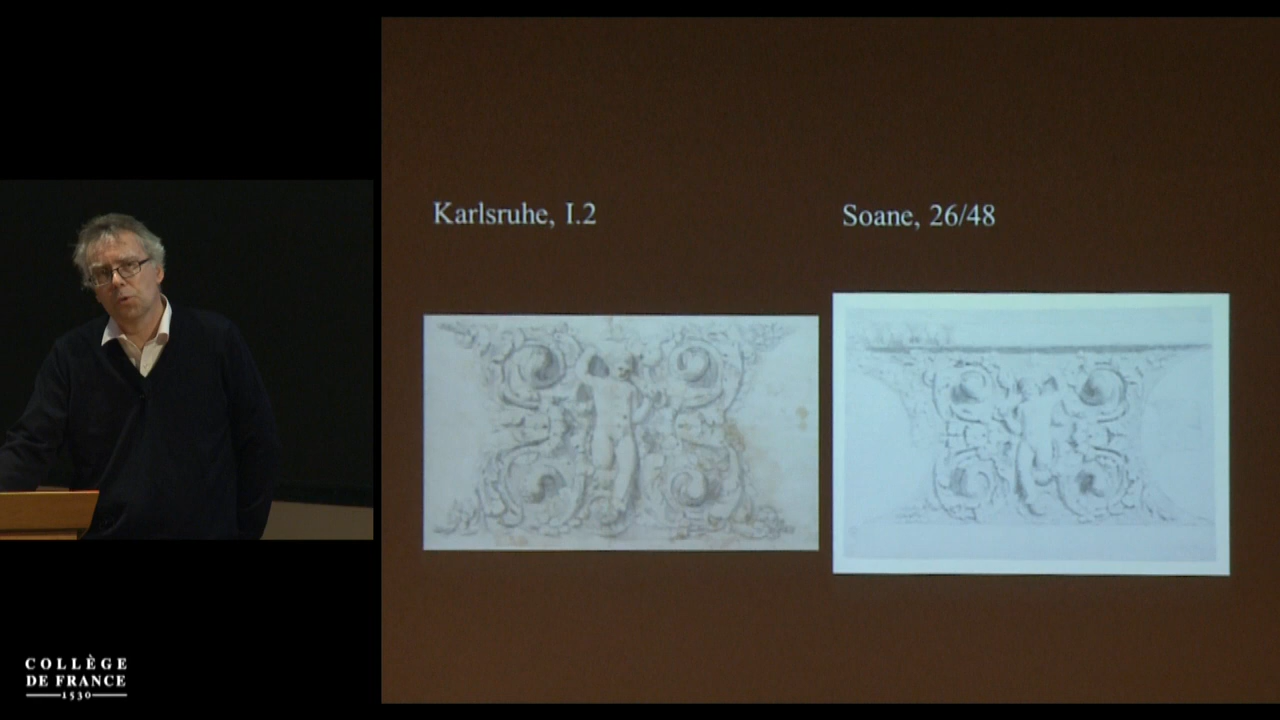 Karlsruhe, I.2
Soane, 26/48
COLLÈGE
DE FRANCE
1530